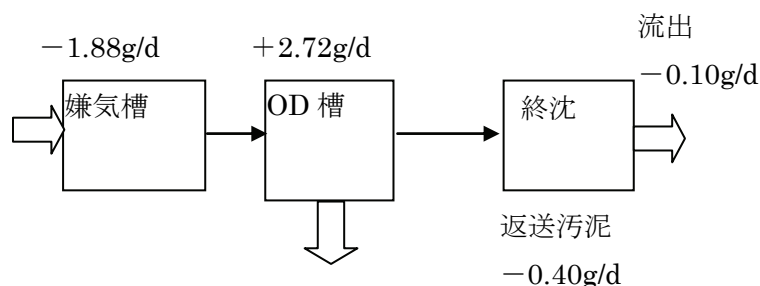 －1.88g/d
＋2.72g/d
流出
－0.10g/d
嫌気槽
OD 槽
終沈
返送汚泥
－0.40g/d